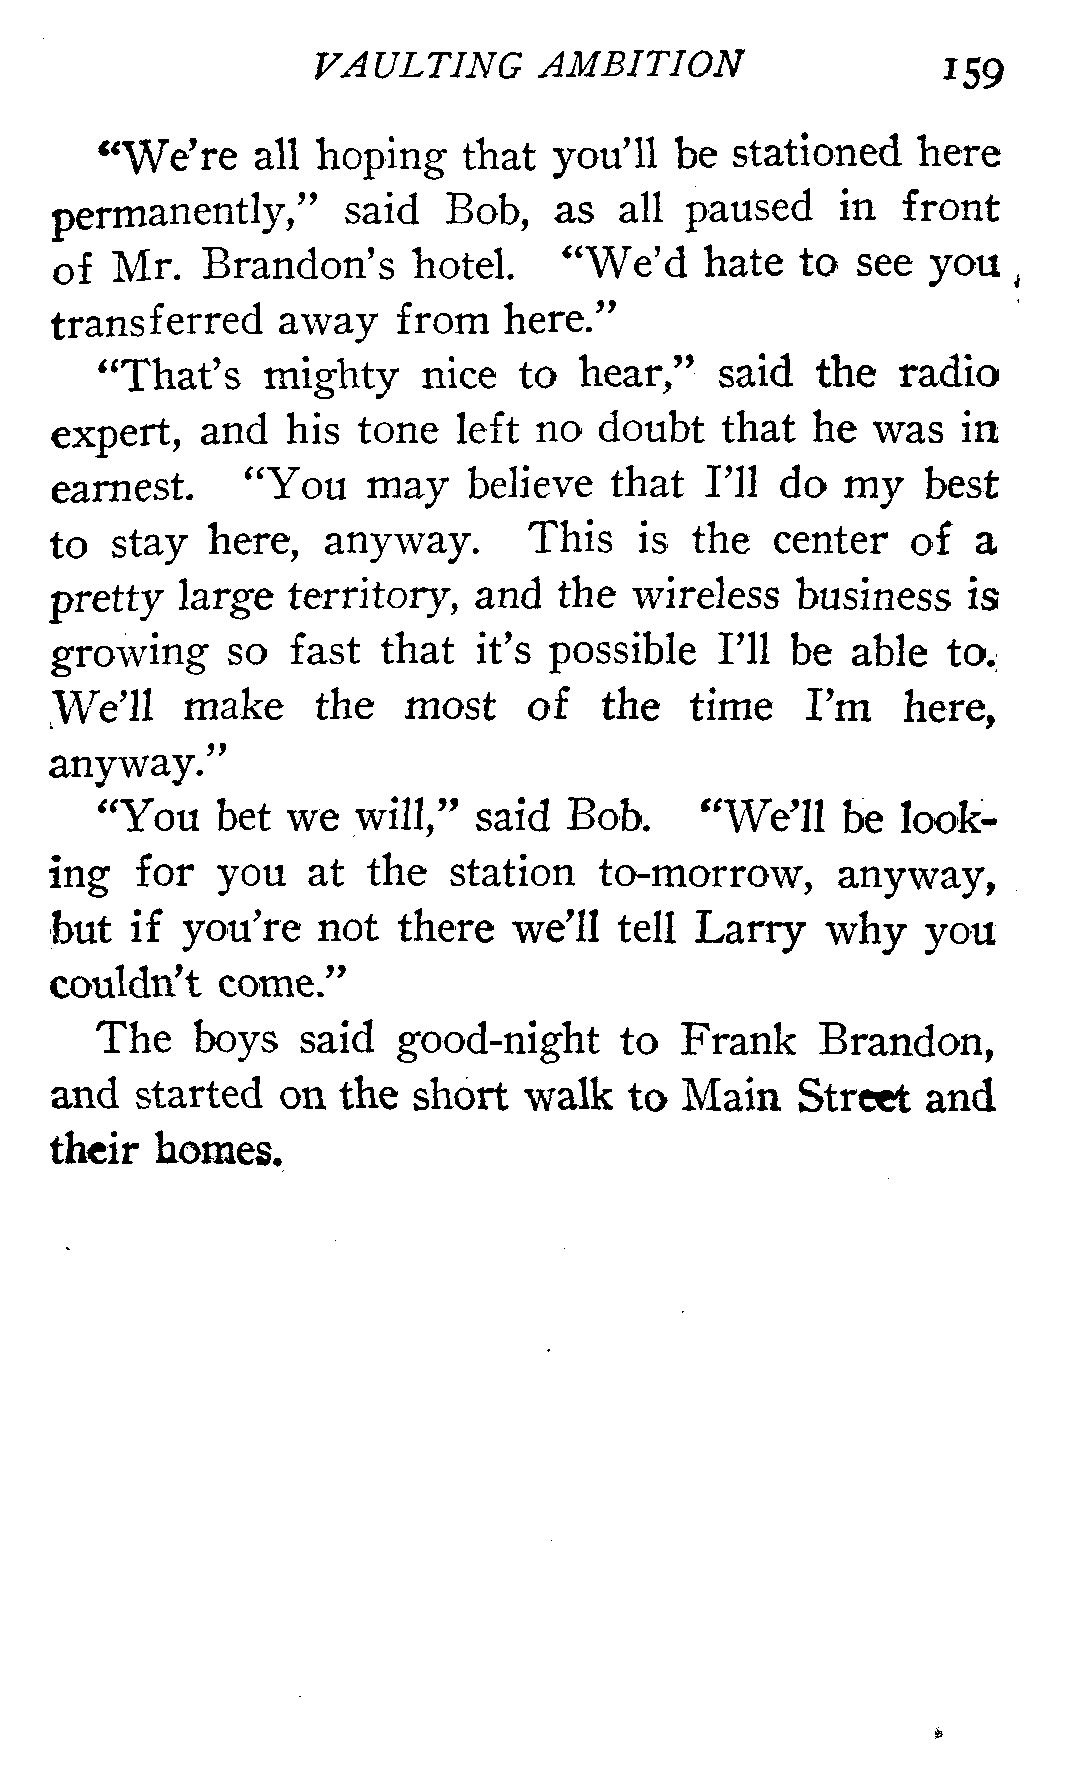 VAULTING AMBITION 159
“We’re all hoping that you’ll be stationed here
permanently,” said Bob, as all paused in front
of Mr. Brandon’s hotel. “We’d hate to see you
transferred away from here.”
“That’s mighty nice to hear,” said the radio
expert, and his tone left no doubt that he was in
earnest. “You may believe that I’ll do my best
to stay here, anyway. This is the center of a
pretty large territory, and the wireless business is
growing so fast that it’s possible I’ll be able to.
We’ll make the most of the time I’m here,
anyway.”
“You bet we will,” said Bob. “We’ll be look-
ing for you at the station to-morrow, anyway,
but if you’re not there we’ll tell Larry why you
couldn’t come.”
The boys said good-night to Frank Brandon,
and started on the short walk to Main Street and
their homes.